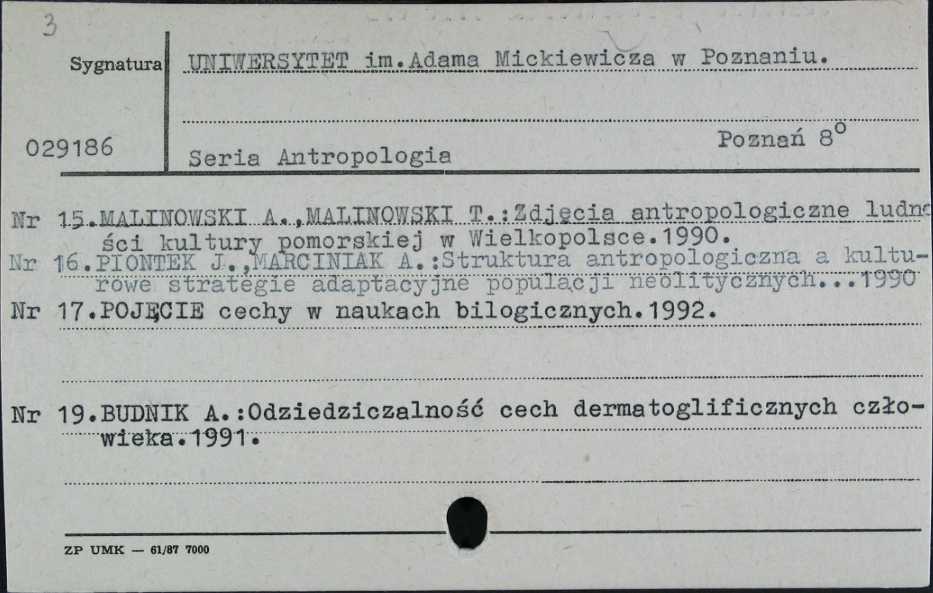 3
Sygnatura
UNIWERSYTET im.Adama Mickiewicza w Poznaniu.
029186
Poznań 8°
Seria Antropologia
Nr 15.MALINOWSKI A.,MALINOWSKI T.:Zdjęcia antropologiczne ludno
ści kultury pomorskiej w Wielkopolsce.1990.
Nr 16.PIONTEK J.,MARCINIAK A.:Struktura antropologiczna a kultu-
rowe strategie adaptacyjne populacji neolitycznych...1990
Nr 17.POJĘCIE cechy w naukach bilogicznych.1992.
Nr 19.BUDNIK A.:Odziedziczalność cech dermatoglificznych czło-
wieka.1991.
ZP UMK — 61/87 7000